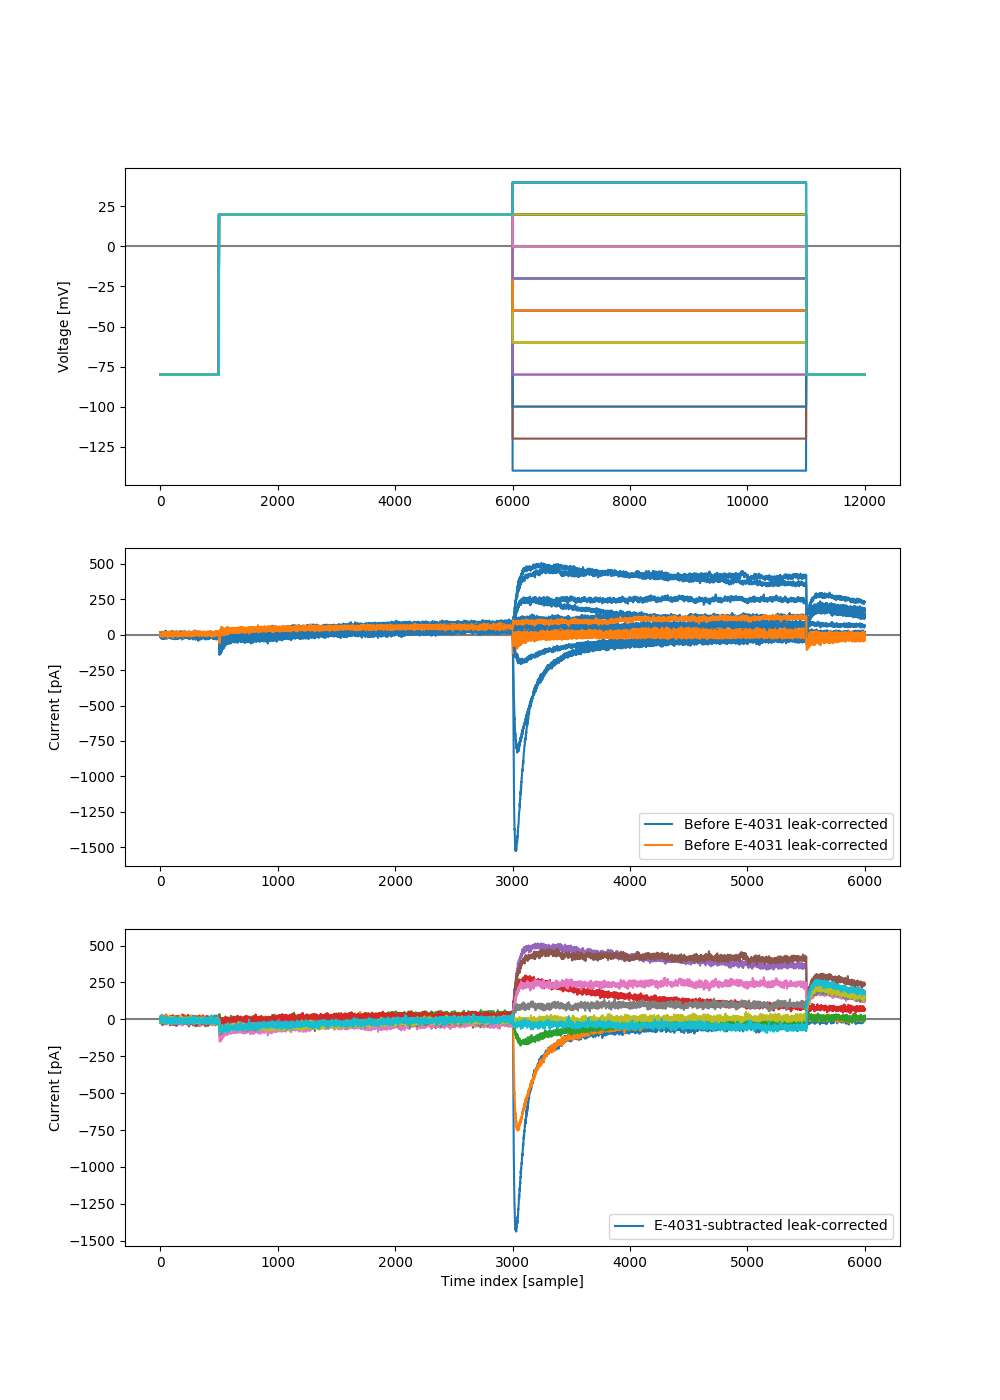 25
0
−25
−50
−75
−100
−125
Voltage [mV]
0 2000 4000 6000 8000 10000 12000
500
250
0
−250
−500
−750
−1000
−1250
−1500
Current [pA]
Before E-4031 leak-corrected
Before E-4031 leak-corrected
0 1000 2000 3000 4000 5000 6000
500
250
0
−250
−500
−750
−1000
−1250
−1500
Current [pA]
E-4031-subtracted leak-corrected
0 1000 2000 3000 4000 5000 6000
Time index [sample]